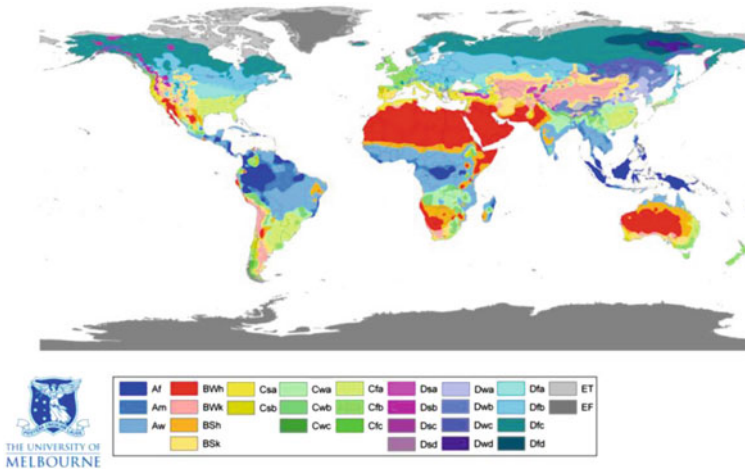 Af BWh Csa Cwa Cfa Dsa Dwa Dfa ET
Am BWk Csb Cwb Cfb Dsb Dwb Dfb EF
Aw BSh Cwc Cfc Dsc Dwc Dfc
BSk Dsd Dwd Dfd
THE UNIVERSITY OF
MELBOURNE